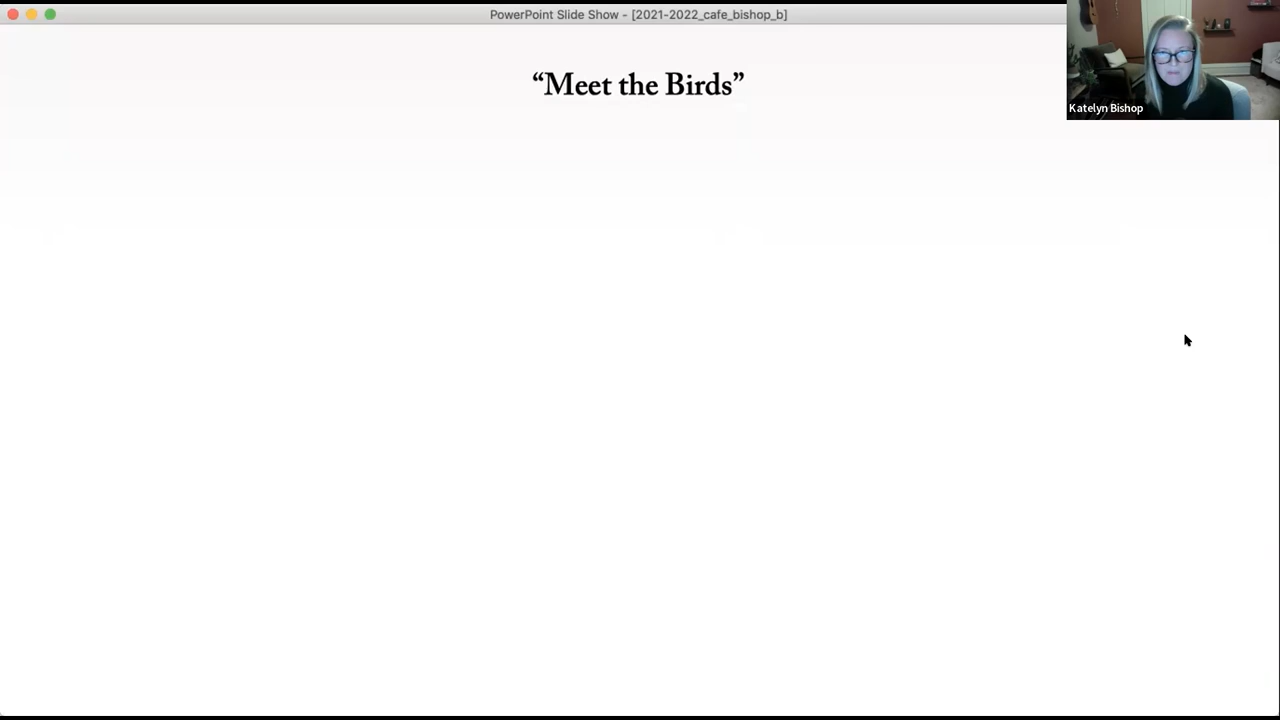 PowerPoint Slide Show - [2021-2022_cafe_bishop_b]
“Meet the Birds”
Katelyn Bishop